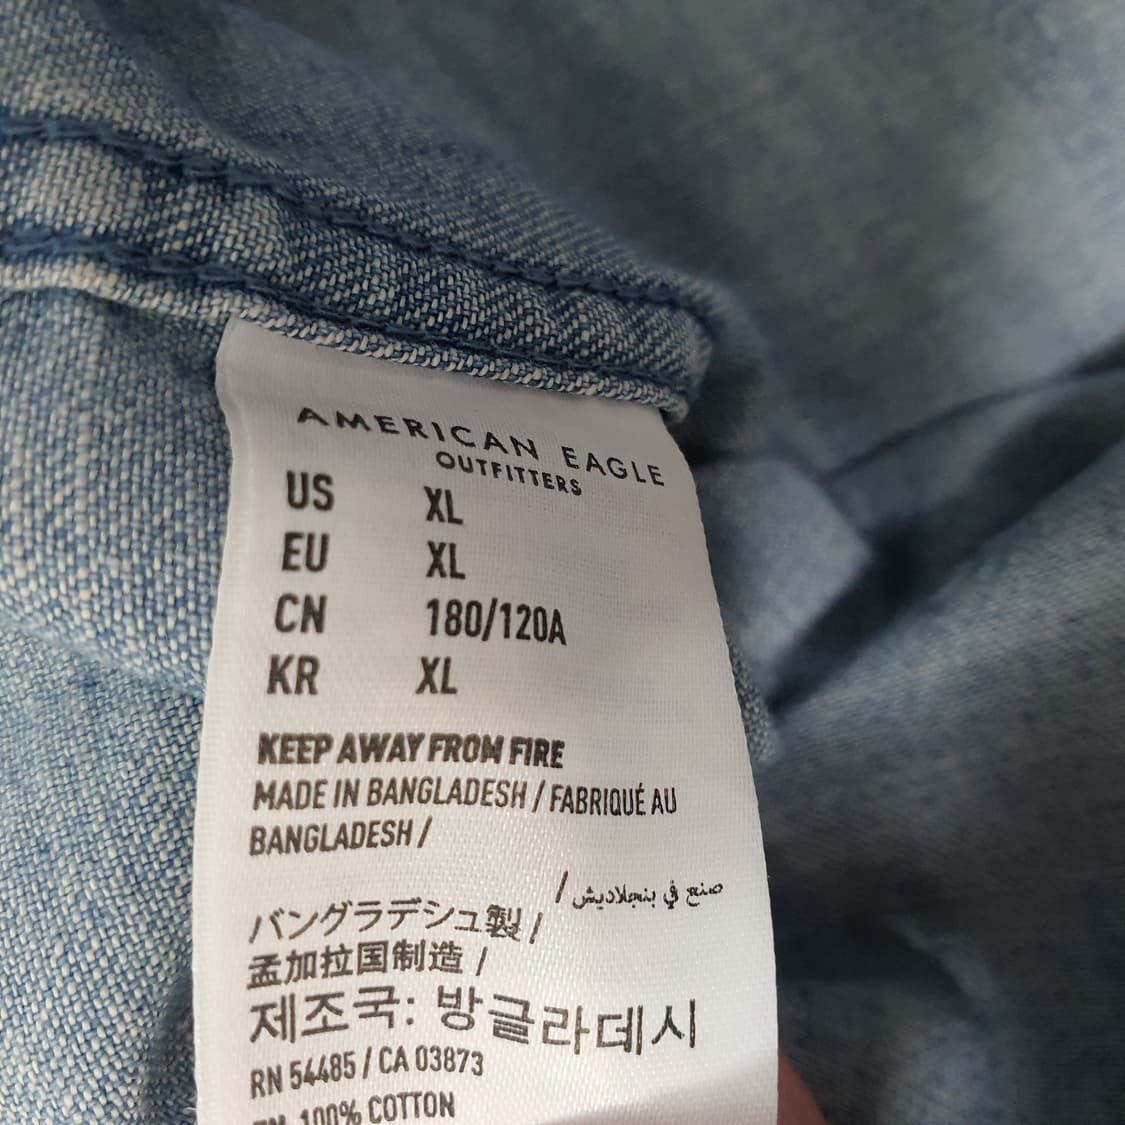 AMERICAN EAGLE
OUTFITTERS
US XL
EU XL
CN 180/120A
KR XL
KEEP AWAY FROM FIRE
MADE IN BANGLADESH / FABRIQUÉ AU
BANGLADESH /
صنع في بنجلاديش /
バングラデシュ製 /
孟加拉国制造 /
제조국: 방글라데시
RN 54485 / CA 03873
EN 100% COTTON